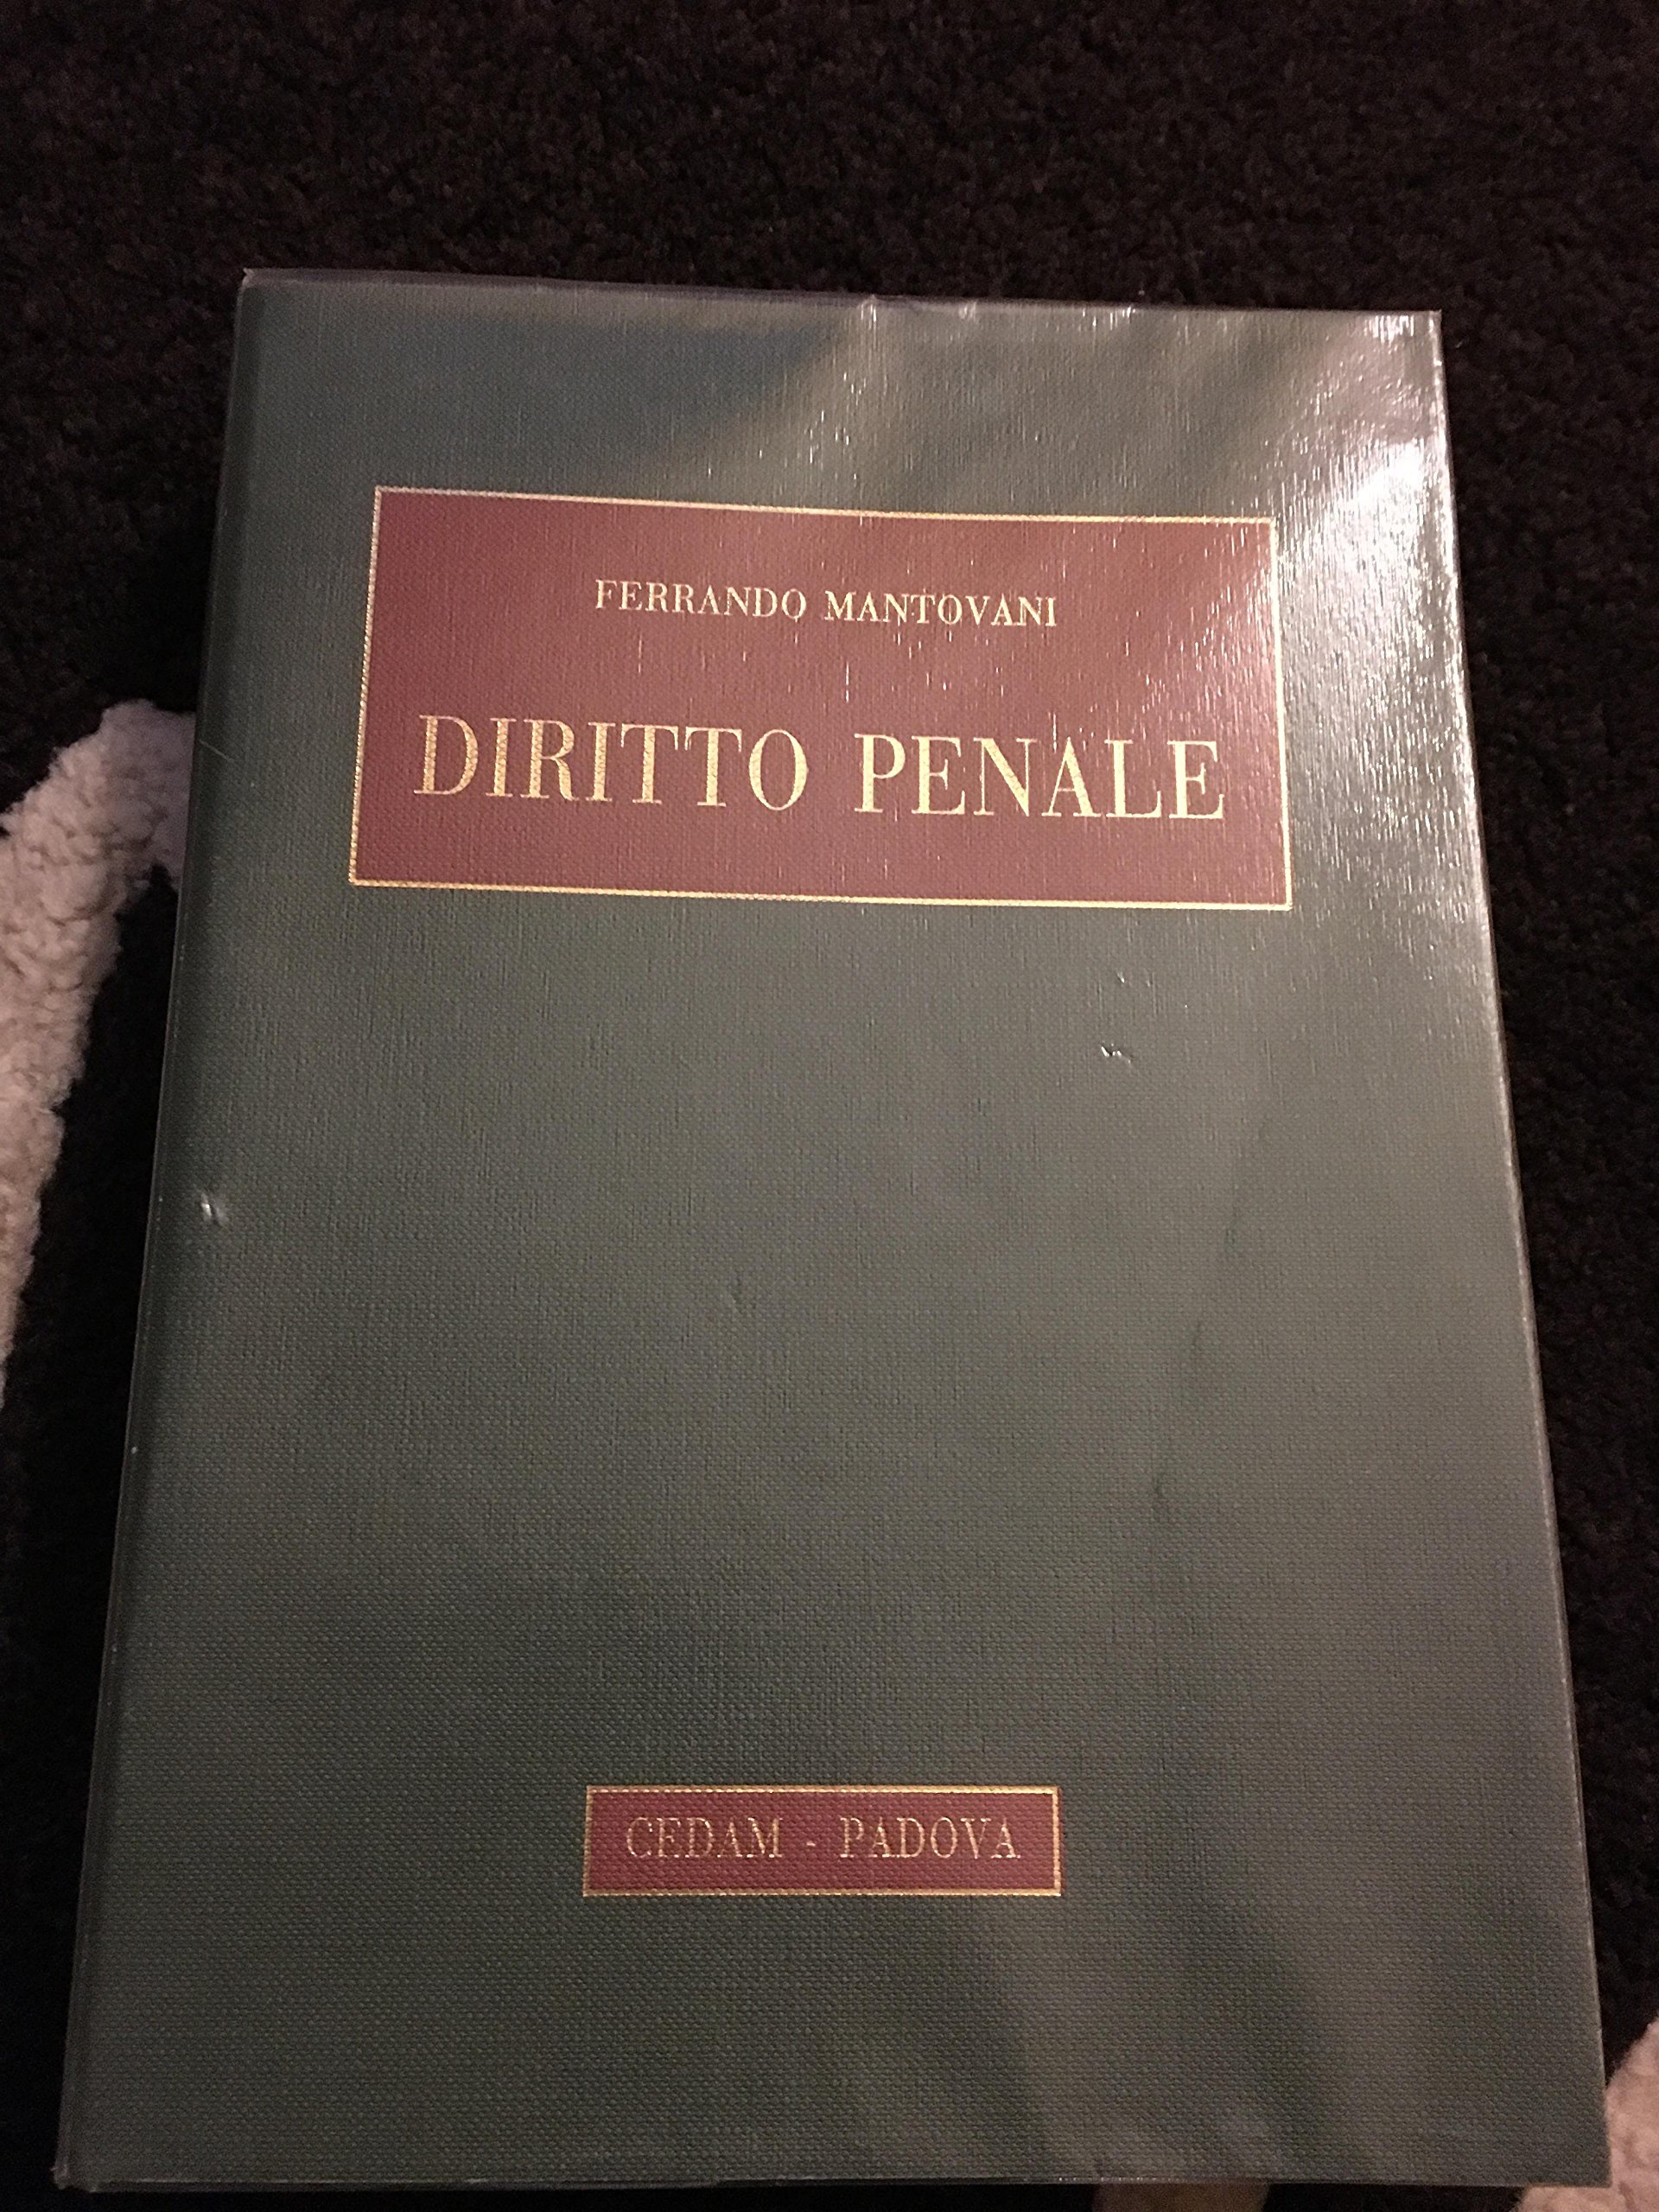 FERRANDO MANTOVANI
DIRITTO PENALE
CEDAM - PADOVA